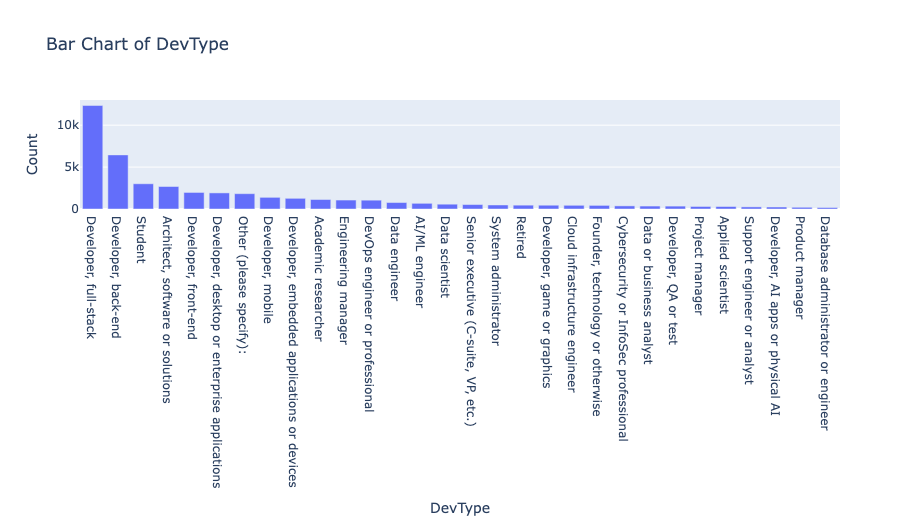 Bar Chart of DevType
Count
10k
5k
0
Developer, full-stack
Developer, back-end
Student
Architect, software or solutions
Developer, front-end
Developer, desktop or enterprise applications
Other (please specify):
Developer, mobile
Developer, embedded applications or devices
Academic researcher
Engineering manager
DevOps engineer or professional
Data engineer
AI/ML engineer
Data scientist
Senior executive (C-suite, VP, etc.)
System administrator
Retired
Developer, game or graphics
Cloud infrastructure engineer
Founder, technology or otherwise
Cybersecurity or InfoSec professional
Data or business analyst
Developer, QA or test
Project manager
Applied scientist
Support engineer or analyst
Developer, AI apps or physical AI
Product manager
Database administrator or engineer
DevType